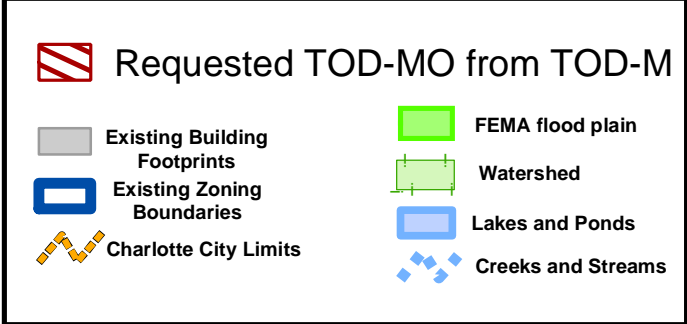 Requested TOD-MO from TOD-M
Existing Building
Footprints
Existing Zoning
Boundaries
Charlotte City Limits
FEMA flood plain
Watershed
Lakes and Ponds
Creeks and Streams